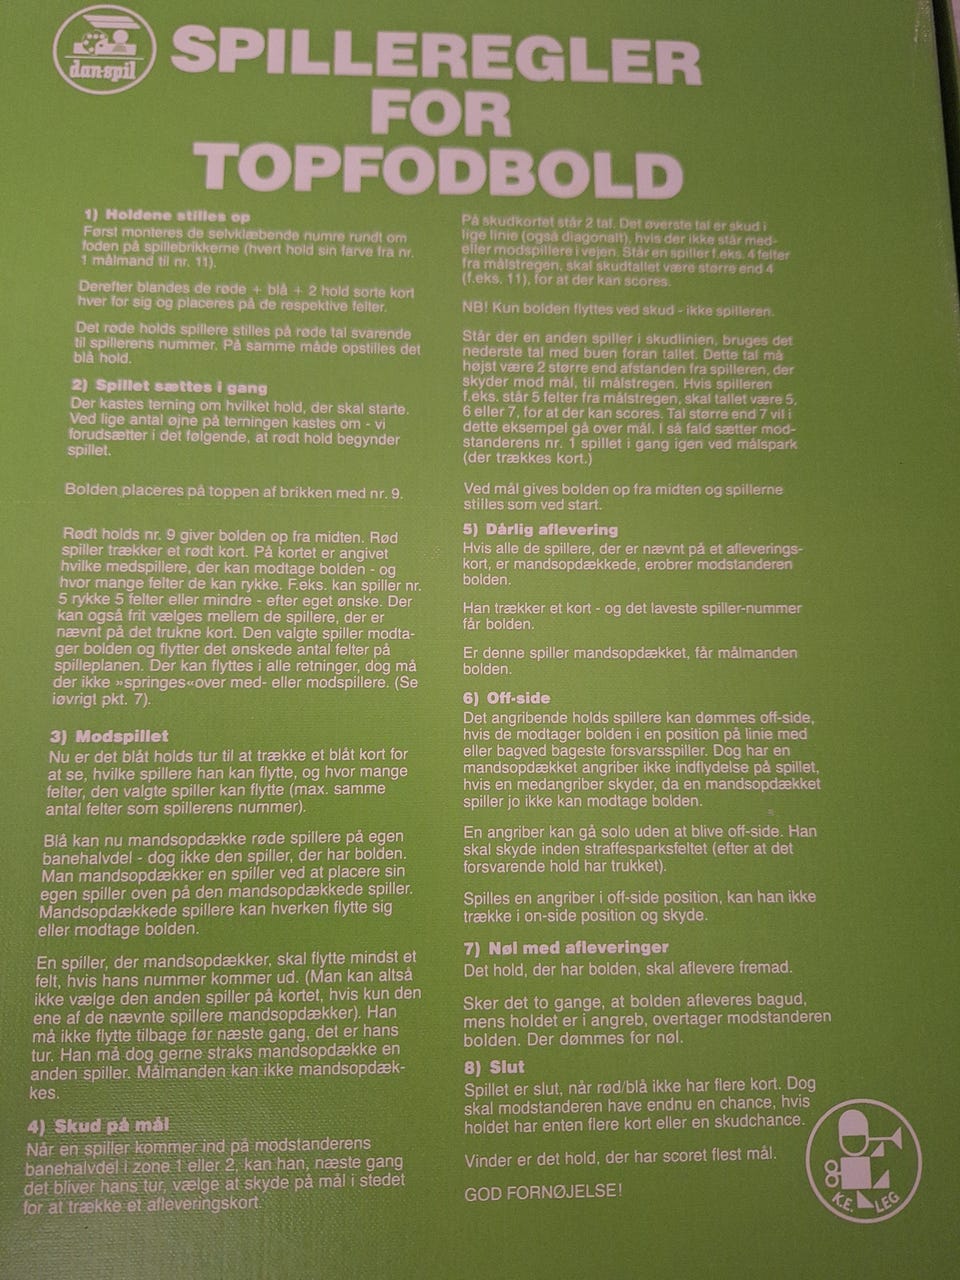 dan-spil
SPILLEREGLER
FOR
TOPFODBOLD
1) Holdene stilles op
Først monteres de selvklæbende numre rundt om
foden på spillebrikkerne (hvert hold sin farve fra nr.
1 målmand til nr. 11).
Derefter blandes de røde + blå + 2 hold sorte kort
hver for sig og placeres på de respektive felter.
Det røde holds spillere stilles på røde tal svarende
til spillerens nummer. På samme måde opstilles det
blå hold.
2) Spillet sættes i gang
Der kastes terning om hvilket hold, der skal starte.
Ved lige antal øjne på terningen kastes om - vi
forudsætter i det følgende, at rødt hold begynder
spillet.
Bolden placeres på toppen af brikken med nr. 9.
Rødt holds nr. 9 giver bolden op fra midten. Rød
spiller trækker et rødt kort. På kortet er angivet
hvilke medspillere, der kan modtage bolden - og
hvor mange felter de kan rykke. F.eks. kan spiller nr.
5 rykke 5 felter eller mindre - efter eget ønske. Der
kan også frit vælges mellem de spillere, der er
nævnt på det trukne kort. Den valgte spiller modta-
ger bolden og flytter det ønskede antal felter på
spilleplanen. Der kan flyttes i alle retninger, dog må
der ikke »springes«over med- eller modspillere. (Se
iøvrigt pkt. 7).
3) Modspillet
Nu er det blåt holds tur til at trække et blåt kort for
at se, hvilke spillere han kan flytte, og hvor mange
felter, den valgte spiller kan flytte (max. samme
antal felter som spillerens nummer).
Blå kan nu mandsopdække røde spillere på egen
banehalvdel - dog ikke den spiller, der har bolden.
Man mandsopdækker en spiller ved at placere sin
egen spiller oven på den mandsopdækkede spiller.
Mandsopdækkede spillere kan hverken flytte sig
eller modtage bolden.
En spiller, der mandsopdækker, skal flytte mindst et
felt, hvis hans nummer kommer ud. (Man kan altså
ikke vælge den anden spiller på kortet, hvis kun den
ene af de nævnte spillere mandsopdækker). Han
må ikke flytte tilbage før næste gang, det er hans
tur. Han må dog gerne straks mandsopdække en
anden spiller. Målmanden kan ikke mandsopdæk-
kes.
4) Skud på mål
Når en spiller kommer ind på modstanderens
banehalvdel i zone 1 eller 2, kan han, næste gang
det bliver hans tur, vælge at skyde på mål i stedet
for at trække et afleveringskort.
På skudkortet står 2 tal. Det øverste tal er skud i
lige linie (også diagonalt), hvis der ikke står med-
eller modspillere i vejen. Står en spiller f.eks. 4 felter
fra målstregen, skal skudtallet være større end 4
(f.eks. 11), for at der kan scores.
NB! Kun bolden flyttes ved skud - ikke spilleren.
Står der en anden spiller i skudlinien, bruges det
nederste tal med buen foran tallet. Dette tal må
højst være 2 større end afstanden fra spilleren, der
skyder mod mål, til målstregen. Hvis spilleren
f.eks. står 5 felter fra målstregen, skal tallet være 5,
6 eller 7, for at der kan scores. Tal større end 7 vil i
dette eksempel gå over mål. I så fald sætter mod-
standerens nr. 1 spillet i gang igen ved målspark
(der trækkes kort.)
Ved mål gives bolden op fra midten og spillerne
stilles som ved start.
5) Dårlig aflevering
Hvis alle de spillere, der er nævnt på et afleverings-
kort, er mandsopdækkede, erobrer modstanderen
bolden.
Han trækker et kort - og det laveste spiller-nummer
får bolden.
Er denne spiller mandsopdækket, får målmanden
bolden.
6) Off-side
Det angribende holds spillere kan dømmes off-side,
hvis de modtager bolden i en position på linie med
eller bagved bageste forsvarsspiller. Dog har en
mandsopdækket angriber ikke indflydelse på spillet,
hvis en medangriber skyder, da en mandsopdækket
spiller jo ikke kan modtage bolden.
En angriber kan gå solo uden at blive off-side. Han
skal skyde inden straffesparksfeltet (efter at det
forsvarende hold har trukket).
Spilles en angriber i off-side position, kan han ikke
trække i on-side position og skyde.
7) Nøl med afleveringer
Det hold, der har bolden, skal aflevere fremad.
Sker det to gange, at bolden afleveres bagud,
mens holdet er i angreb, overtager modstanderen
bolden. Der dømmes for nøl.
8) Slut
Spillet er slut, når rød/blå ikke har flere kort. Dog
skal modstanderen have endnu en chance, hvis
holdet har enten flere kort eller en skudchance.
Vinder er det hold, der har scoret flest mål.
GOD FORNØJELSE!
K.E. LEG